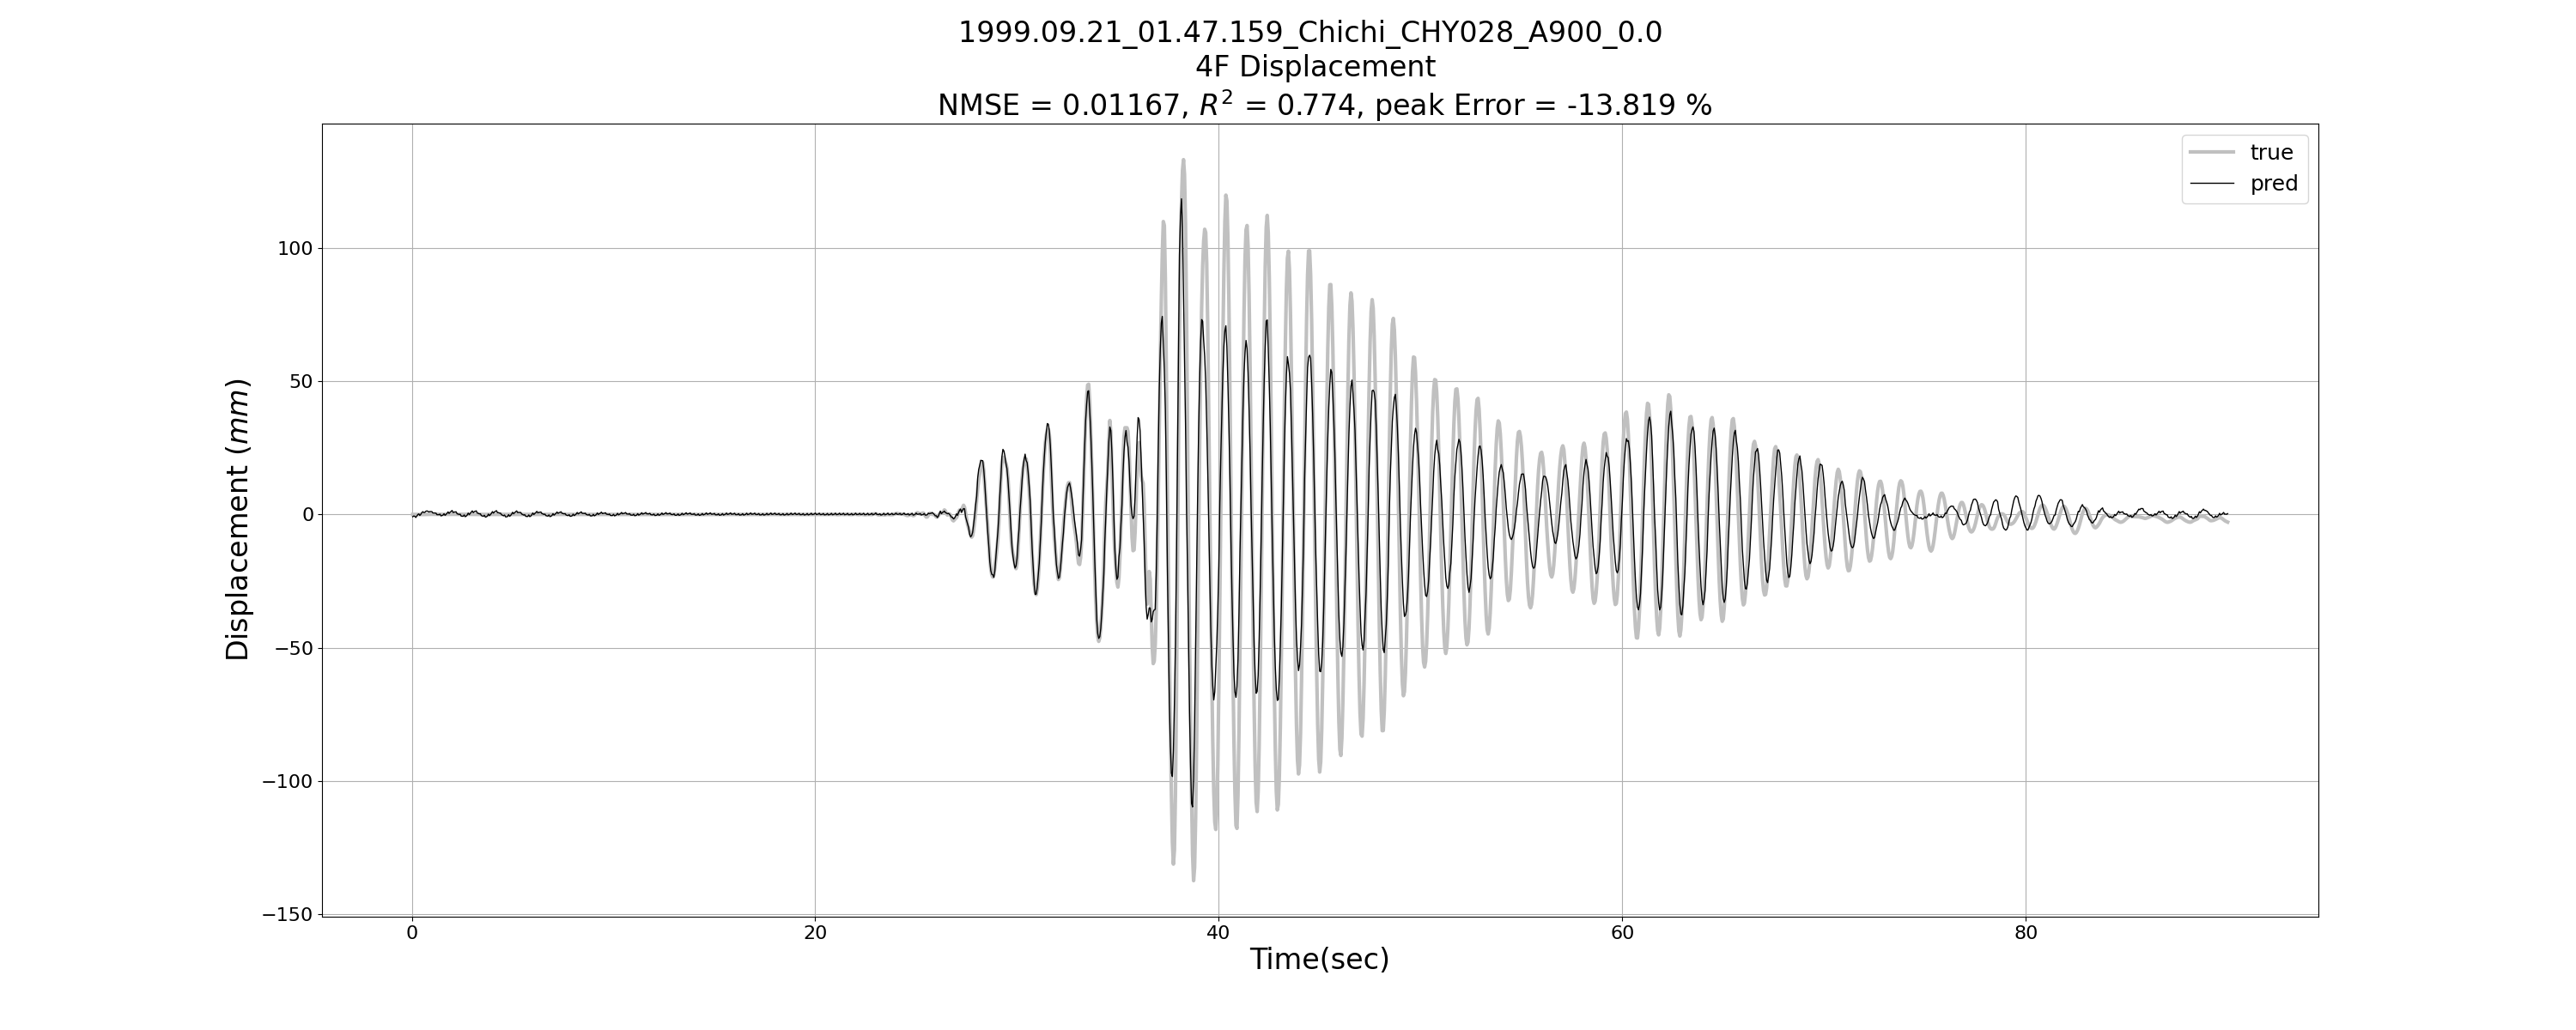 1999.09.21_01.47.159_Chichi_CHY028_A900_0.0
4F Displacement
NMSE = 0.01167, R² = 0.774, peak Error = -13.819 %
true
pred
Displacement (mm)
100
50
0
−50
−100
−150
0 20 40 60 80
Time(sec)